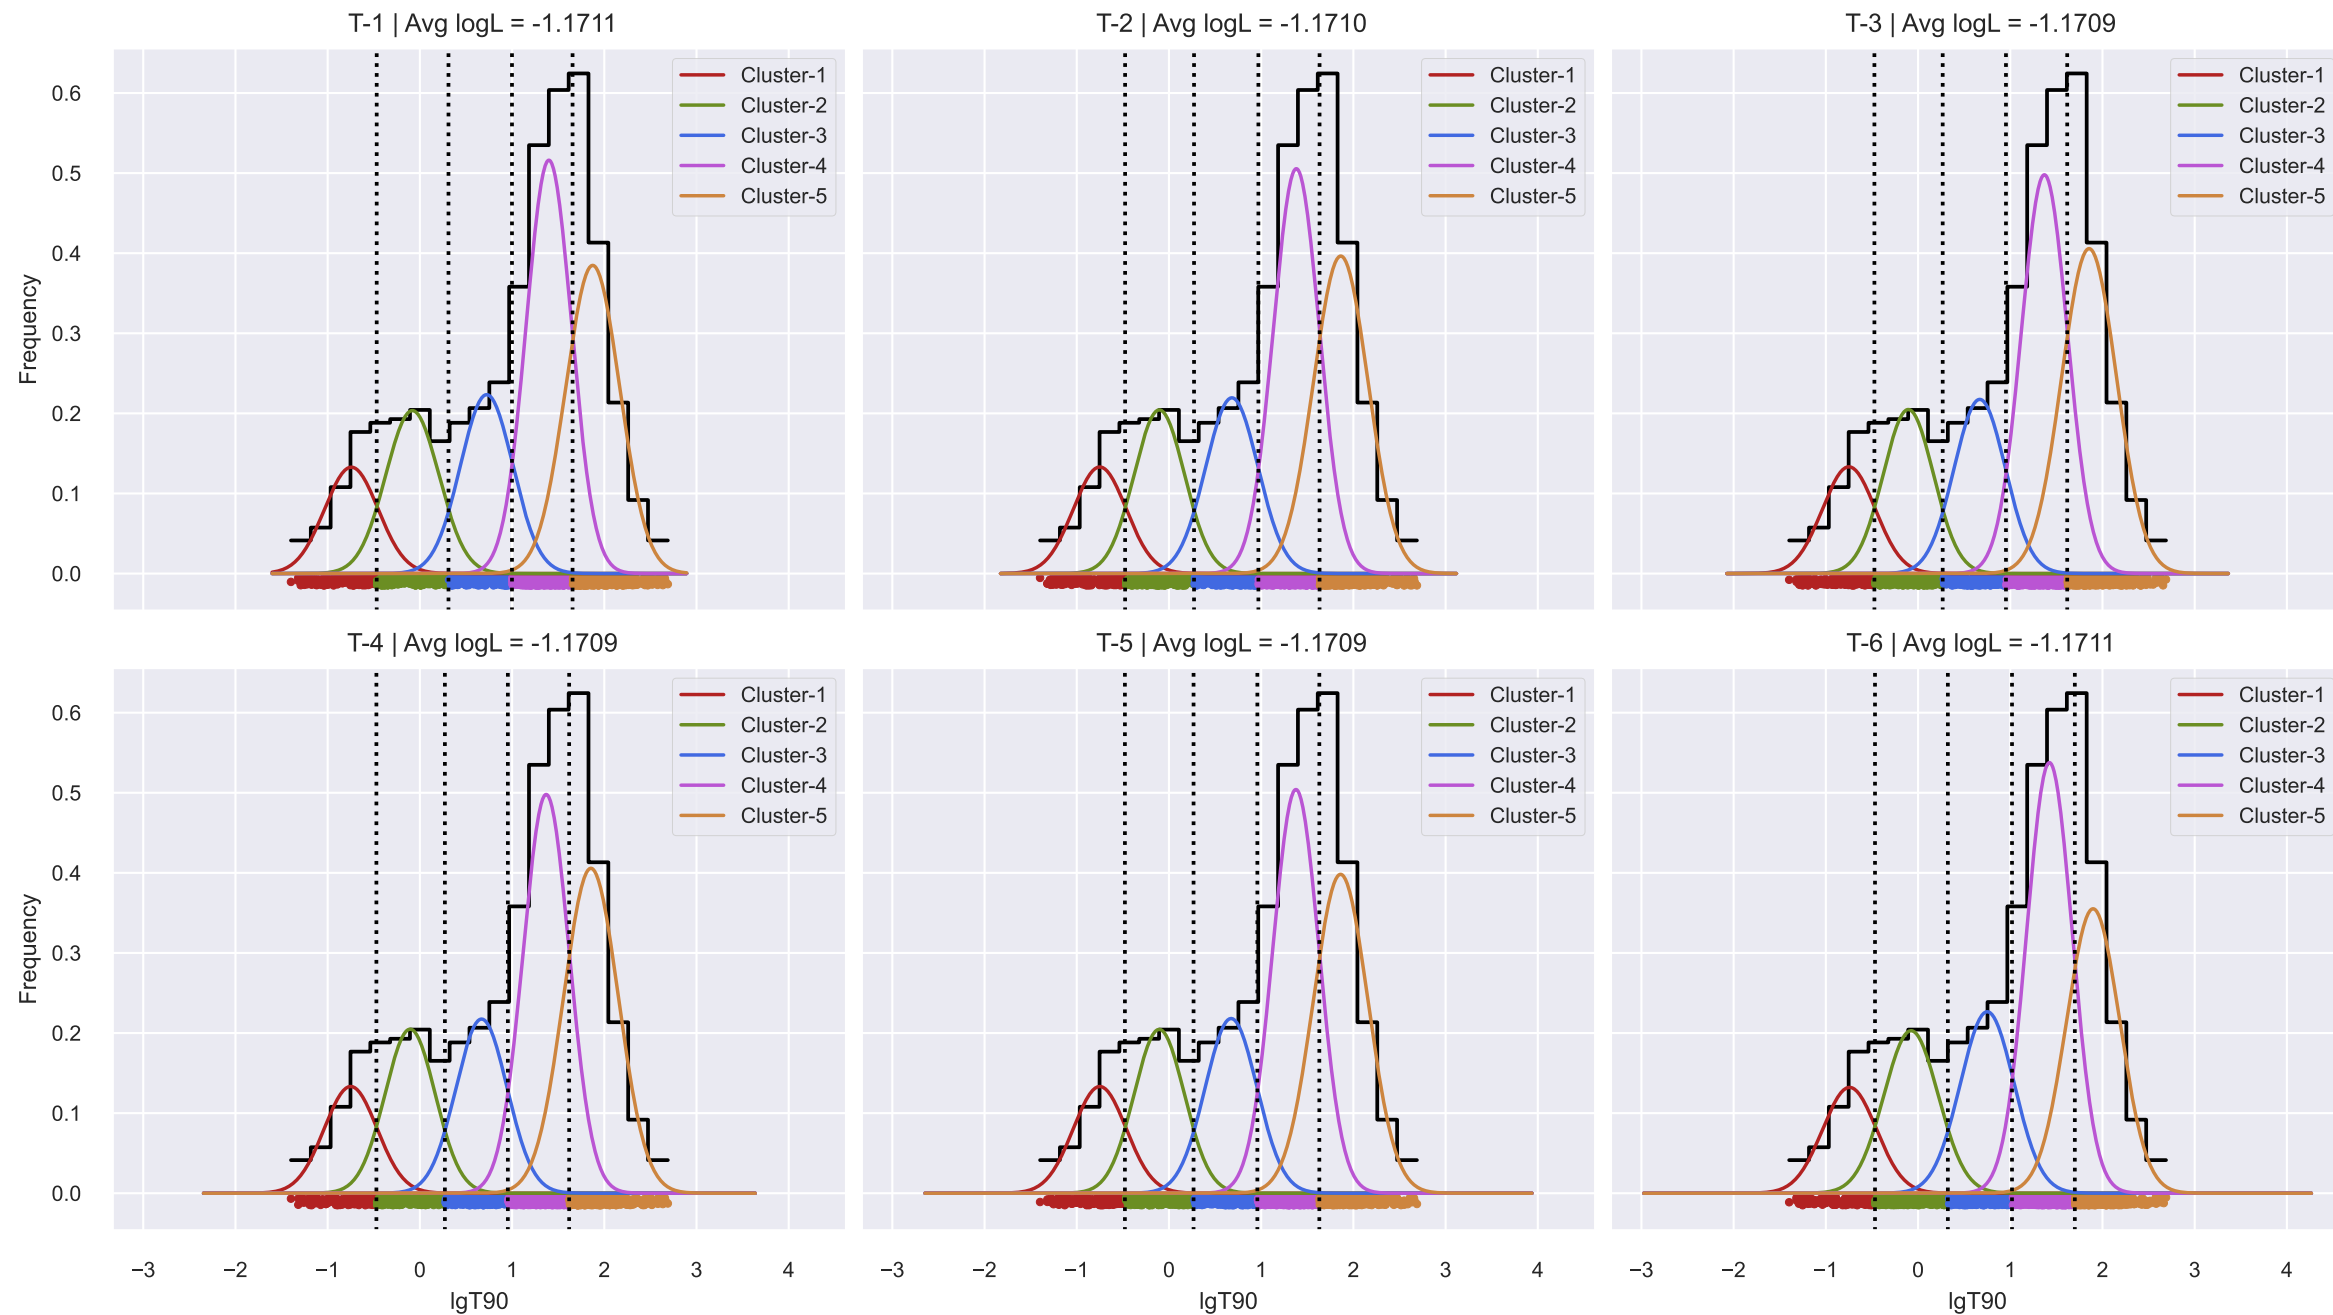 T-1 | Avg logL = -1.1711
T-2 | Avg logL = -1.1710
T-3 | Avg logL = -1.1709
Frequency
0.6
0.5
0.4
0.3
0.2
0.1
0.0
Cluster-1
Cluster-2
Cluster-3
Cluster-4
Cluster-5
Cluster-1
Cluster-2
Cluster-3
Cluster-4
Cluster-5
Cluster-1
Cluster-2
Cluster-3
Cluster-4
Cluster-5
T-4 | Avg logL = -1.1709
T-5 | Avg logL = -1.1709
T-6 | Avg logL = -1.1711
Frequency
0.6
0.5
0.4
0.3
0.2
0.1
0.0
Cluster-1
Cluster-2
Cluster-3
Cluster-4
Cluster-5
Cluster-1
Cluster-2
Cluster-3
Cluster-4
Cluster-5
Cluster-1
Cluster-2
Cluster-3
Cluster-4
Cluster-5
−3 −2 −1 0 1 2 3 4
−3 −2 −1 0 1 2 3 4
−3 −2 −1 0 1 2 3 4
lgT90
lgT90
lgT90